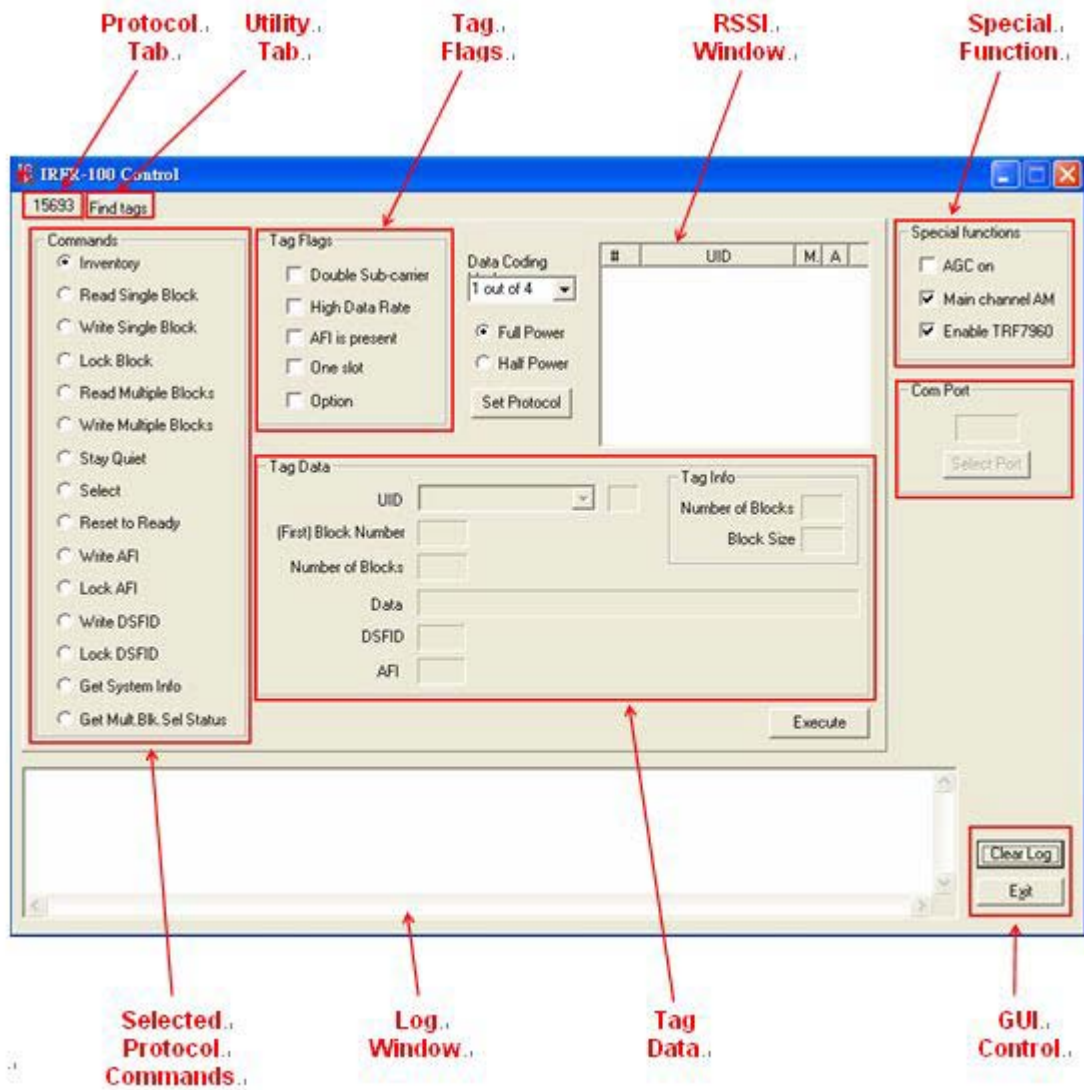 Protocol Tab
Utility Tab
Tag Flags
RSSI Window
Special Function
IRFR-100 Control
15693
Find tags
Commands
Inventory
Read Single Block
Write Single Block
Lock Block
Read Multiple Blocks
Write Multiple Blocks
Stay Quiet
Select
Reset to Ready
Write AFI
Lock AFI
Write DSFID
Lock DSFID
Get System Info
Get Mult.Blk.Sel Status
Tag Flags
Double Sub-carrier
High Data Rate
AFI is present
One slot
Option
Data Coding
1 out of 4
Full Power
Half Power
Set Protocol
# UID M. A
Special functions
AGC on
Main channel AM
Enable TRF7960
Com Port
Select Port
Tag Data
UID
(First) Block Number
Number of Blocks
Data
DSFID
AFI
Tag Info
Number of Blocks
Block Size
Execute
Clear Log
Exit
Selected Protocol Commands
Log Window
Tag Data
GUI Control